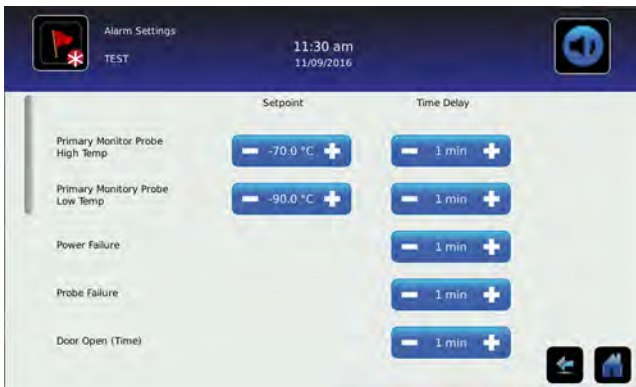 Alarm Settings
TEST
11:30 am
11/09/2016
Setpoint Time Delay
Primary Monitor Probe
High Temp
-70.0 °C
1 min
Primary Monitory Probe
Low Temp
-90.0 °C
1 min
Power Failure
1 min
Probe Failure
1 min
Door Open (Time)
1 min